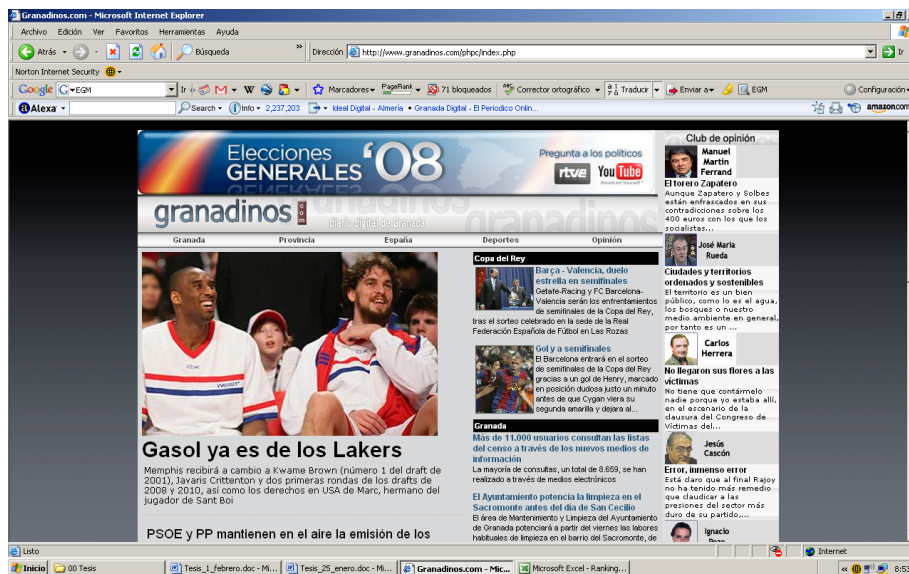 Granadinos.com - Microsoft Internet Explorer
Archivo Edición Ver Favoritos Herramientas Ayuda
Atrás Búsqueda » Dirección http://www.granadinos.com/phpc/index.php Ir
Norton Internet Security
Google EGM Ir Marcadores PageRank 71 bloqueados Corrector ortográfico Traducir Enviar a EGM Configuración
Alexa Search Info 2,237,203 Ideal Digital - Almería Granada Digital - El Periodico Onlin... amazon.com
Elecciones
GENERALES '08
Pregunta a los políticos
rtve YouTube
Broadcast Yourself
granadinos com
diario digital de Granada
Granada Provincia España Deportes Opinión
Gasol ya es de los Lakers
Memphis recibirá a cambio a Kwame Brown (número 1 del draft de
2001), Javaris Crittenton y dos primeras rondas de los drafts de
2008 y 2010, así como los derechos en USA de Marc, hermano del
jugador de Sant Boi
PSOE y PP mantienen en el aire la emisión de los
Copa del Rey
Barça - Valencia, duelo
estrella en semifinales
Getafe-Racing y FC Barcelona-
Valencia serán los enfrentamientos
de semifinales de la Copa del Rey,
tras el sorteo celebrado en la sede de la Real
Federación Española de Fútbol en Las Rozas
Gol y a semifinales
El Barcelona entrará en el sorteo
de semifinales de la Copa del Rey
gracias a un gol de Henry, marcado
en posición dudosa justo un minuto
antes de que Cygan viera su
segunda amarilla y dejara al...
Granada
Más de 11.000 usuarios consultan las listas
del censo a través de los nuevos medios de
información
La mayoría de consultas, un total de 8.659, se han
realizado a través de medios electrónicos
El Ayuntamiento potencia la limpieza en el
Sacromonte antes del día de San Cecilio
El área de Mantenimiento y Limpieza del Ayuntamiento
de Granada potenciará a partir del viernes las labores
habituales de limpieza en el barrio del Sacromonte, de
Club de opinión
Manuel
Martín
Ferrand
El torero Zapatero
Aunque Zapatero y Solbes
están enfrascados en sus
contradicciones sobre los
400 euros con los que los
socialistas...
José María
Rueda
Ciudades y territorios
ordenados y sostenibles
El territorio es un bien
público, como lo es el agua,
los bosques o nuestro
medio ambiente en general,
por tanto es un ...
Carlos
Herrera
No llegaron sus flores a las
víctimas
No tiene que contármelo
nadie porque yo estaba allí,
en el escenario de la
clausura del Congreso de
Víctimas del...
Jesús
Cascón
Error, inmenso error
Está claro que al final Rajoy
no ha tenido más remedio
que claudicar a las
presiones del sector más
duro de su partido,...
Ignacio
Listo Internet
Inicio 00 Tesis Tesis_1_febrero.doc - Mi... Tesis_25_enero.doc - Mi... Granadinos.com - Mic... Microsoft Excel - Ranking... « 8:53